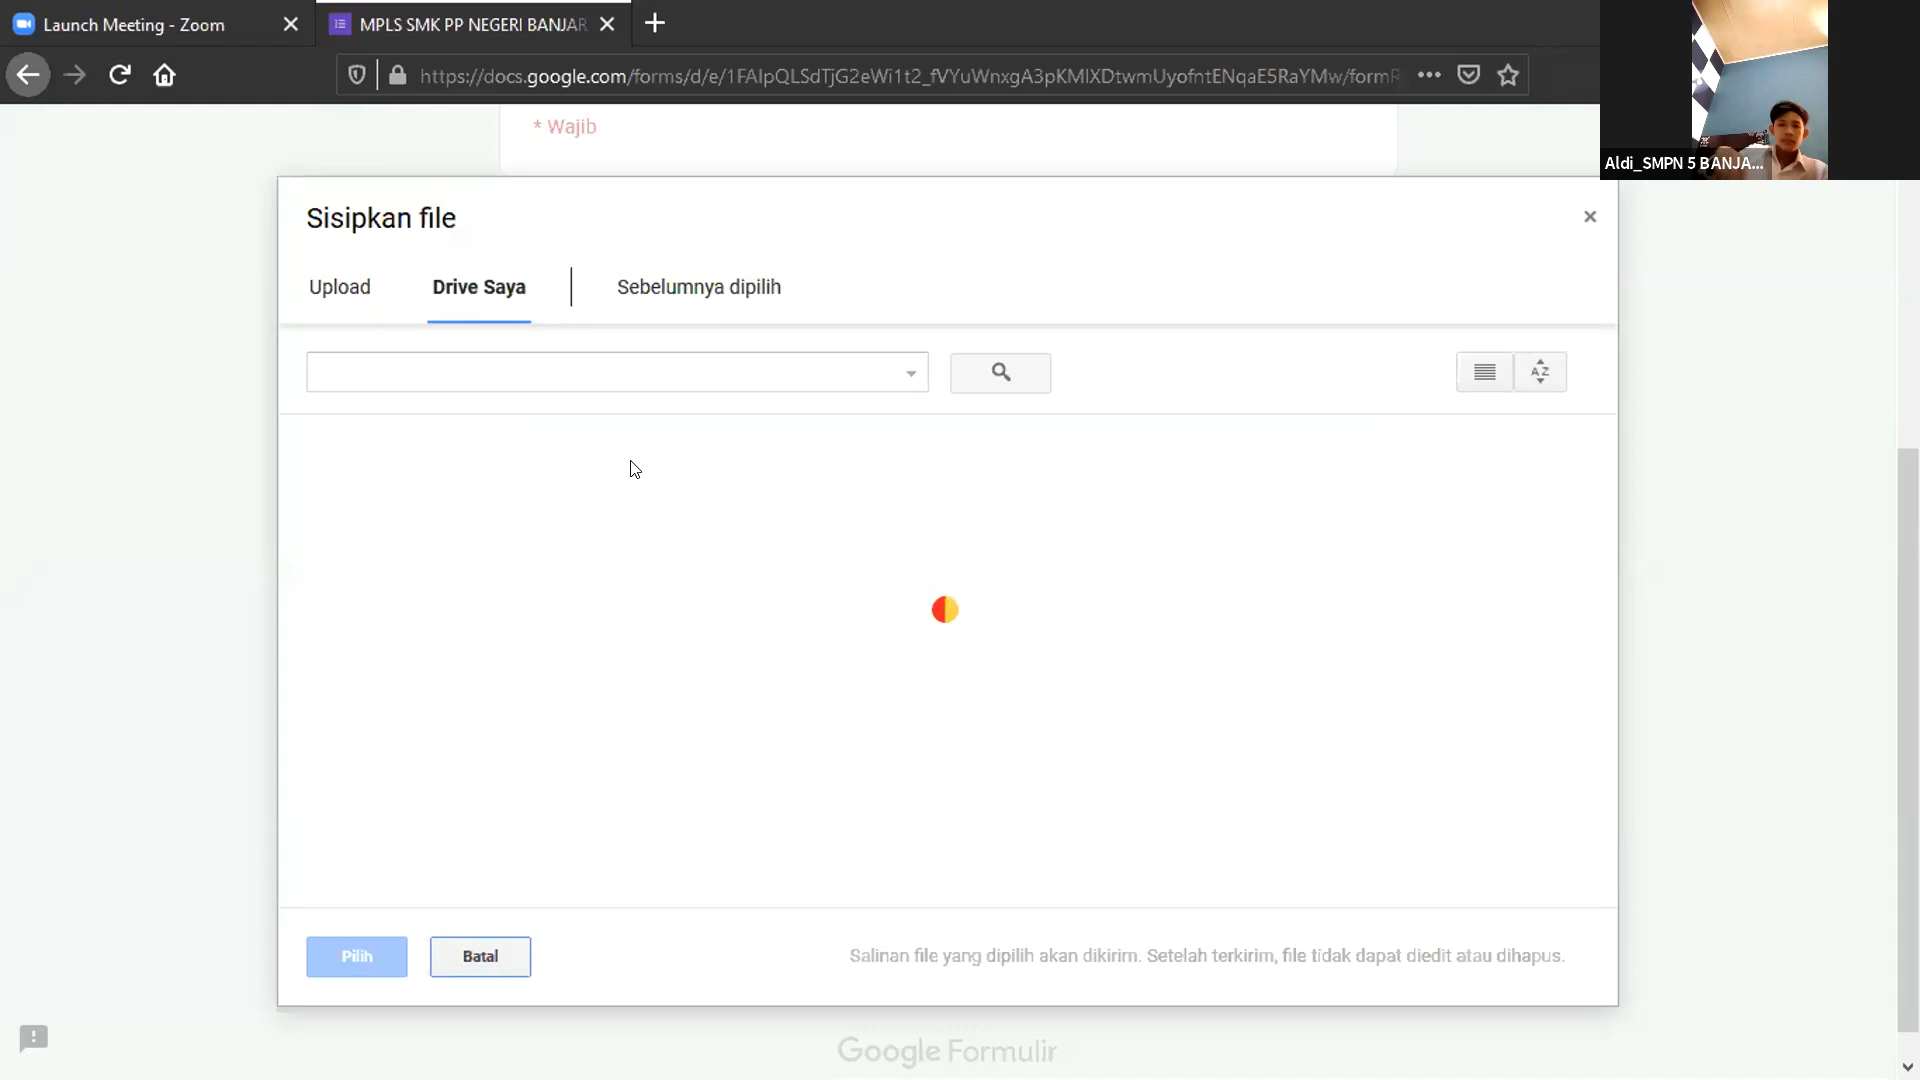 Launch Meeting - Zoom
MPLS SMK PP NEGERI BANJAR
https://docs.google.com/forms/d/e/1FAIpQLSdTjG2eWi1t2_fVYuWnxgA3pKMIXDtwmUyofntENqaE5RaYMw/formR
Aldi_SMPN 5 BANJA...
* Wajib
Sisipkan file
Upload
Drive Saya
Sebelumnya dipilih
AZ
Pilih
Batal
Salinan file yang dipilih akan dikirim. Setelah terkirim, file tidak dapat diedit atau dihapus.
Google Formulir